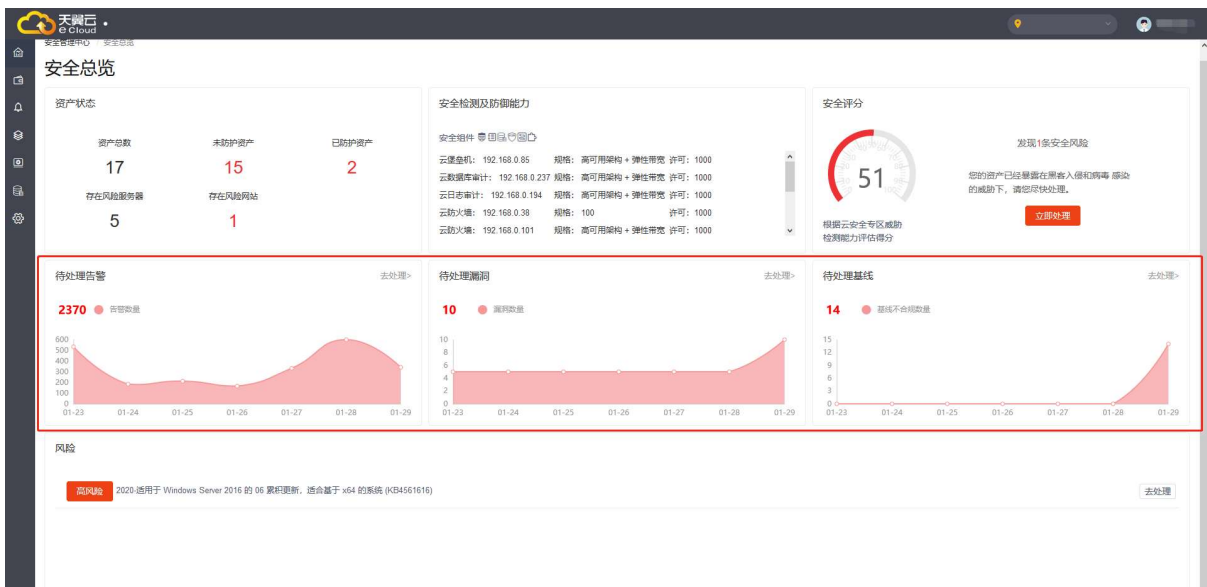 天翼云
e Cloud
安全管理中心 安全总览
安全总览
资产状态
资产总数 未防护资产 已防护资产
17 15 2
存在风险服务器 存在风险网站
5 1
安全检测及防御能力
安全组件
云堡垒机： 192.168.0.85 规格： 高可用架构 + 弹性带宽 许可： 1000
云数据库审计： 192.168.0.237 规格： 高可用架构 + 弹性带宽 许可： 1000
云日志审计： 192.168.0.194 规格： 高可用架构 + 弹性带宽 许可： 1000
云防火墙： 192.168.0.38 规格： 100 许可： 1000
云防火墙： 192.168.0.101 规格： 高可用架构 + 弹性带宽 许可： 1000
安全评分
51
根据云安全专区威胁
检测能力评估得分
发现1条安全风险
您的资产已经暴露在黑客入侵和病毒 感染
的威胁下，请您尽快处理。
立即处理
待处理告警 去处理>
2370 告警数量
600
500
400
300
200
100
0
01-23 01-24 01-25 01-26 01-27 01-28 01-29
待处理漏洞 去处理>
10 漏洞数量
10
8
6
4
2
0
01-23 01-24 01-25 01-26 01-27 01-28 01-29
待处理基线 去处理>
14 基线不合规数量
15
12
9
6
3
0
01-23 01-24 01-25 01-26 01-27 01-28 01-29
风险
高风险 2020-适用于 Windows Server 2016 的 06 累积更新，适合基于 x64 的系统 (KB4561616) 去处理